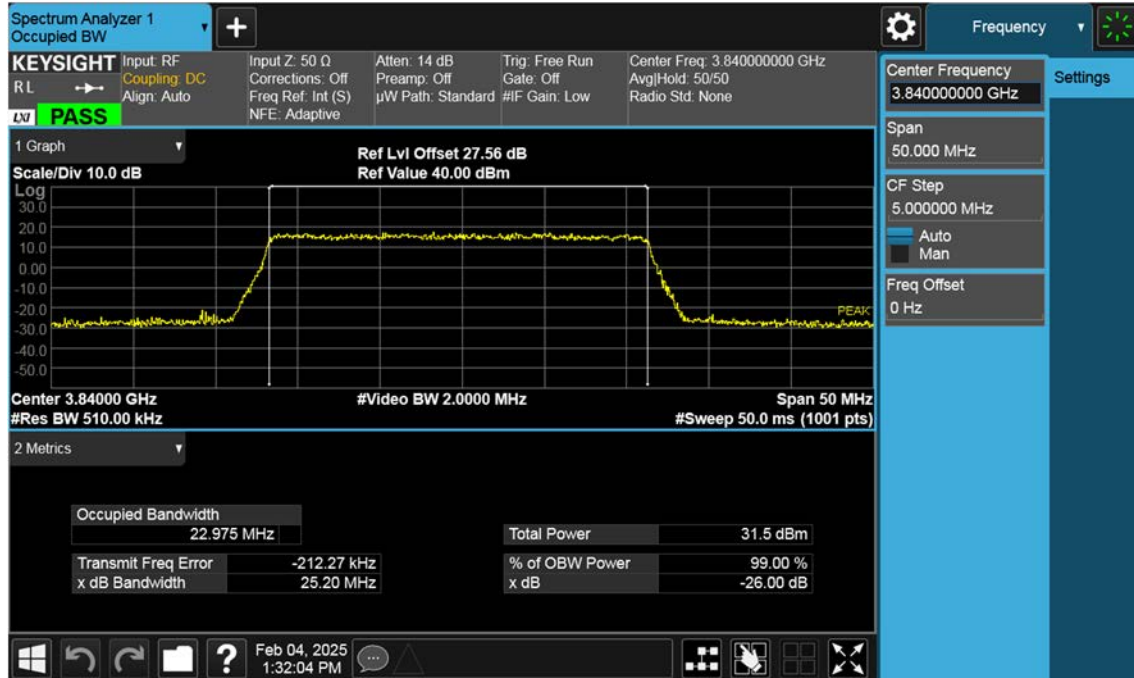 Spectrum Analyzer 1
Occupied BW
+
Frequency
KEYSIGHT
R L
LXI PASS
Input: RF
Coupling: DC
Align: Auto
Input Z: 50 Ω
Corrections: Off
Freq Ref: Int (S)
NFE: Adaptive
Atten: 14 dB
Preamp: Off
µW Path: Standard
Trig: Free Run
Gate: Off
#IF Gain: Low
Center Freq: 3.840000000 GHz
Avg|Hold: 50/50
Radio Std: None
Center Frequency
3.840000000 GHz
Settings
Span
50.000 MHz
CF Step
5.000000 MHz
Auto
Man
Freq Offset
0 Hz
1 Graph
Scale/Div 10.0 dB
Ref Lvl Offset 27.56 dB
Ref Value 40.00 dBm
Log
30.0
20.0
10.0
0.00
-10.0
-20.0
-30.0
-40.0
-50.0
PEAK
Center 3.84000 GHz
#Video BW 2.0000 MHz
Span 50 MHz
#Res BW 510.00 kHz
#Sweep 50.0 ms (1001 pts)
2 Metrics
Occupied Bandwidth
22.975 MHz
Total Power 31.5 dBm
Transmit Freq Error -212.27 kHz
% of OBW Power 99.00 %
x dB Bandwidth 25.20 MHz
x dB -26.00 dB
?
Feb 04, 2025
1:32:04 PM